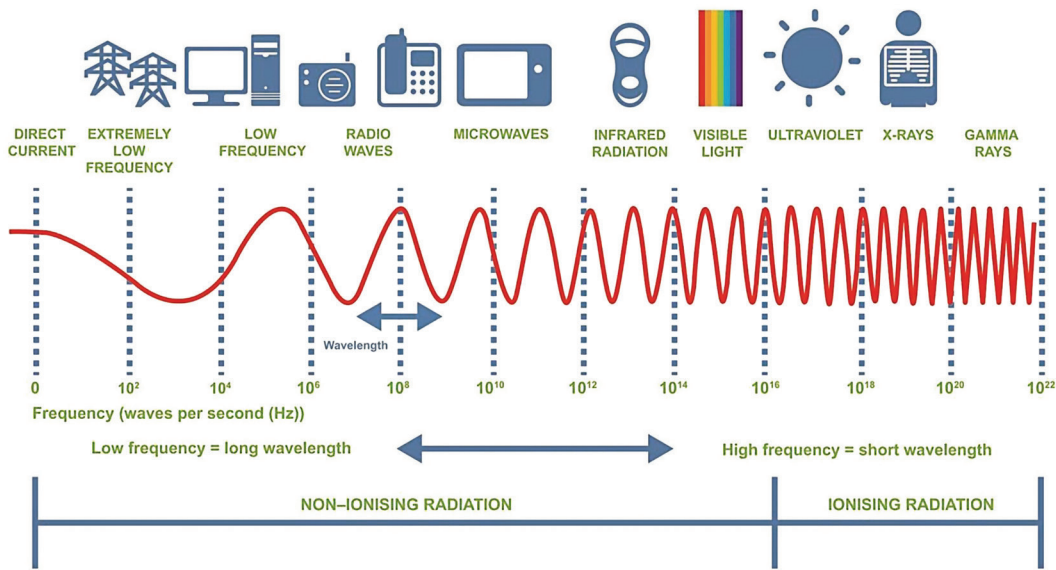 DIRECT
CURRENT
EXTREMELY
LOW
FREQUENCY
LOW
FREQUENCY
RADIO
WAVES
MICROWAVES
INFRARED
RADIATION
VISIBLE
LIGHT
ULTRAVIOLET
X-RAYS
GAMMA
RAYS
Wavelength
0 10² 10⁴ 10⁶ 10⁸ 10¹⁰ 10¹² 10¹⁴ 10¹⁶ 10¹⁸ 10²⁰ 10²²
Frequency (waves per second (Hz))
Low frequency = long wavelength
High frequency = short wavelength
NON–IONISING RADIATION
IONISING RADIATION